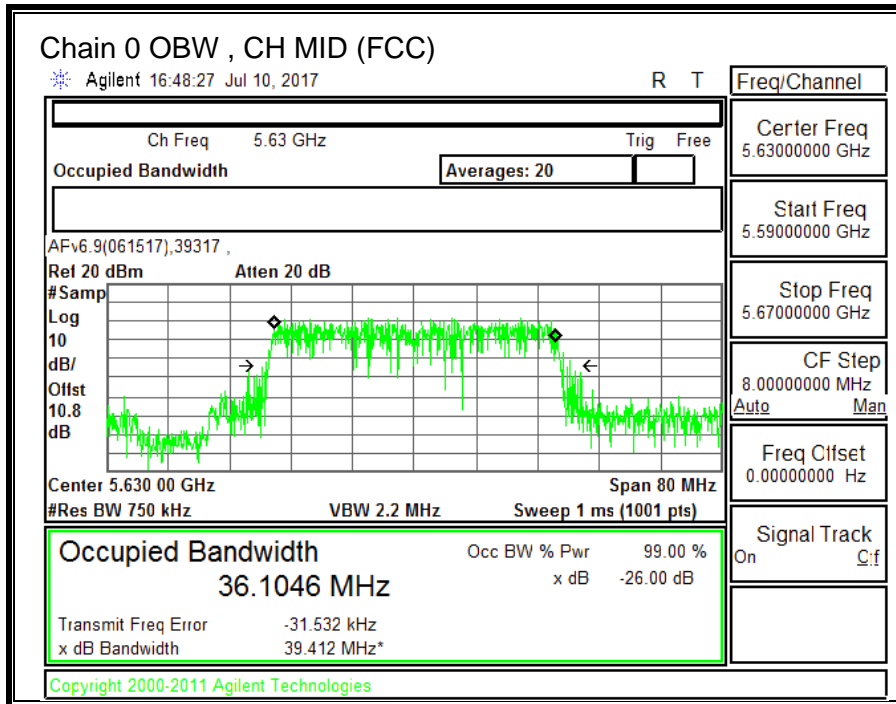 Chain 0 OBW , CH MID (FCC)
Agilent 16:48:27 Jul 10, 2017 R T
Ch Freq 5.63 GHz Trig Free
Occupied Bandwidth Averages: 20
AFv6.9(061517),39317 ,
Ref 20 dBm Atten 20 dB
#Samp
Log
10
dB/
Offst
10.8
dB
Center 5.630 00 GHz Span 80 MHz
#Res BW 750 kHz VBW 2.2 MHz Sweep 1 ms (1001 pts)
Occupied Bandwidth Occ BW % Pwr 99.00 %
36.1046 MHz x dB -26.00 dB
Transmit Freq Error -31.532 kHz
x dB Bandwidth 39.412 MHz*
Copyright 2000-2011 Agilent Technologies
Freq/Channel
Center Freq
5.63000000 GHz
Start Freq
5.59000000 GHz
Stop Freq
5.67000000 GHz
CF Step
8.00000000 MHz
Auto Man
Freq Offset
0.00000000 Hz
Signal Track
On Off